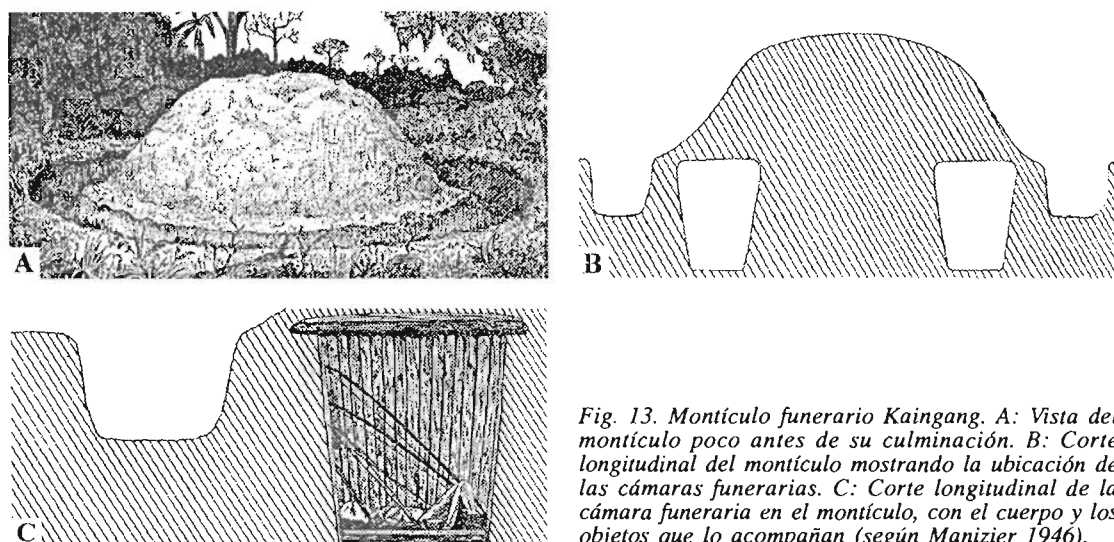 A
B
C
Fig. 13. Montículo funerario Kaingang. A: Vista del
montículo poco antes de su culminación. B: Corte
longitudinal del montículo mostrando la ubicación de
las cámaras funerarias. C: Corte longitudinal de la
cámara funeraria en el montículo, con el cuerpo y los
objetos que lo acompañan (según Manizier 1946).